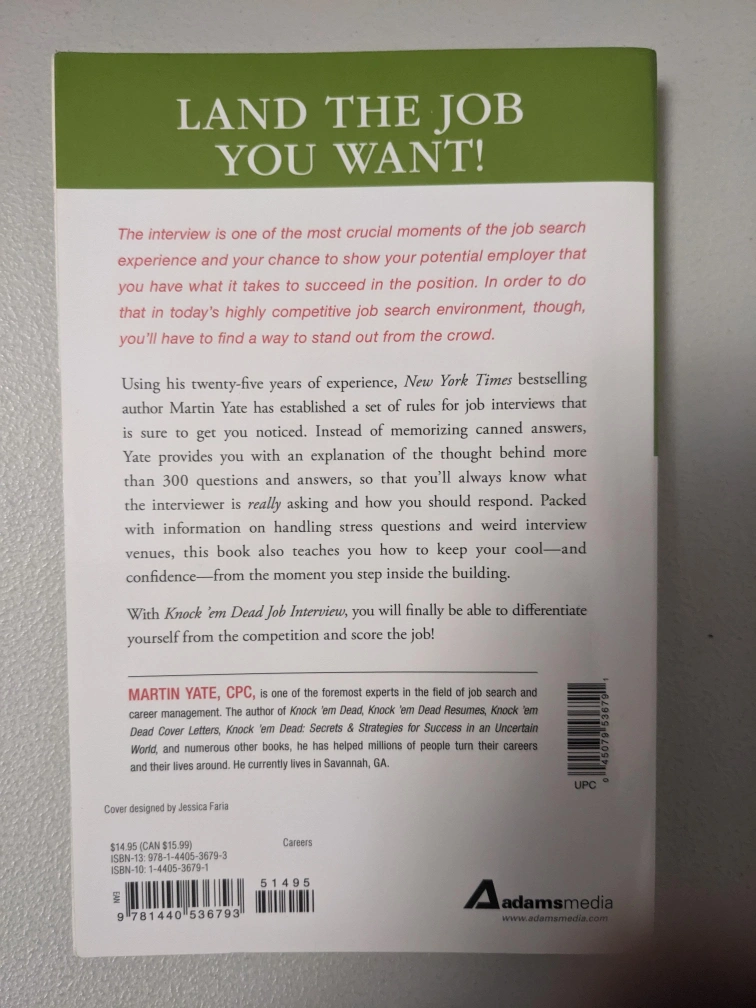 LAND THE JOB
YOU WANT!
The interview is one of the most crucial moments of the job search
experience and your chance to show your potential employer that
you have what it takes to succeed in the position. In order to do
that in today's highly competitive job search environment, though,
you'll have to find a way to stand out from the crowd.
Using his twenty-five years of experience, New York Times bestselling
author Martin Yate has established a set of rules for job interviews that
is sure to get you noticed. Instead of memorizing canned answers,
Yate provides you with an explanation of the thought behind more
than 300 questions and answers, so that you'll always know what
the interviewer is really asking and how you should respond. Packed
with information on handling stress questions and weird interview
venues, this book also teaches you how to keep your cool—and
confidence—from the moment you step inside the building.
With Knock 'em Dead Job Interview, you will finally be able to differentiate
yourself from the competition and score the job!
MARTIN YATE, CPC, is one of the foremost experts in the field of job search and
career management. The author of Knock 'em Dead, Knock 'em Dead Resumes, Knock 'em
Dead Cover Letters, Knock 'em Dead: Secrets & Strategies for Success in an Uncertain
World, and numerous other books, he has helped millions of people turn their careers
and their lives around. He currently lives in Savannah, GA.
0 45079 53679 1
UPC
Cover designed by Jessica Faria
$14.95 (CAN $15.99)
Careers
ISBN-13: 978-1-4405-3679-3
ISBN-10: 1-4405-3679-1
51495
EAN
9 781440 536793
adamsmedia
www.adamsmedia.com